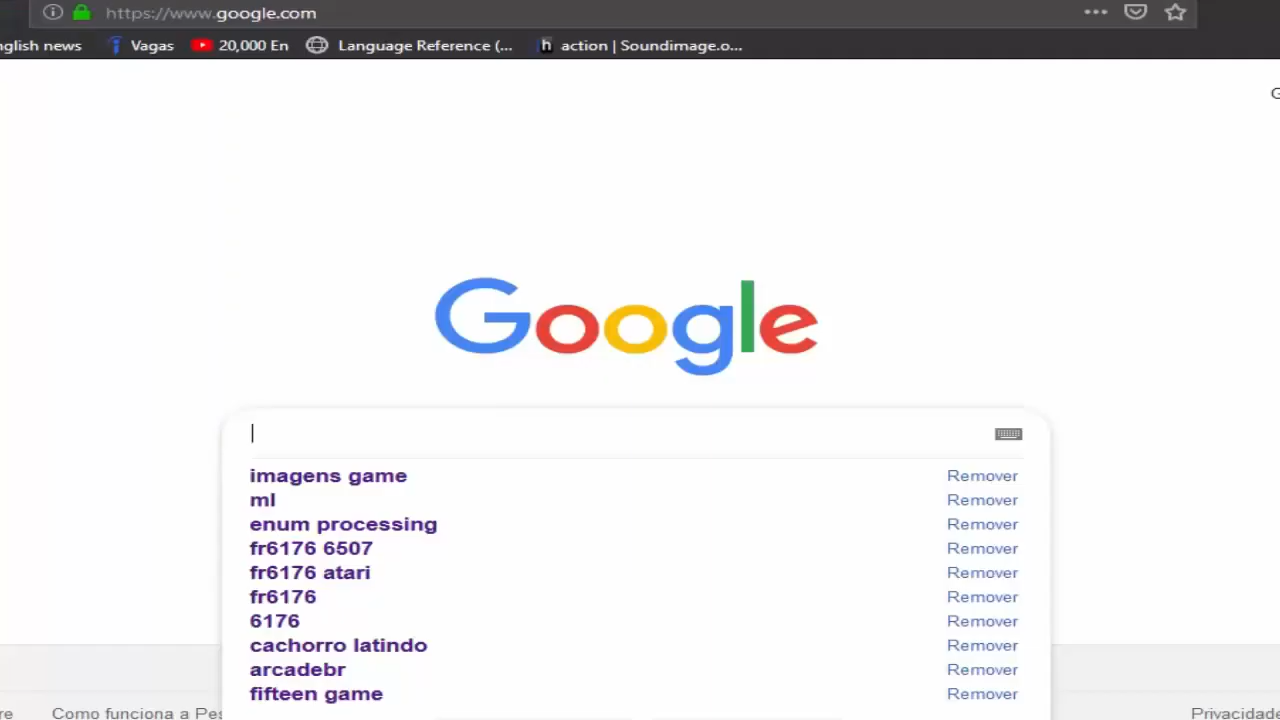 https://www.google.com
nglish news Vagas 20,000 En Language Reference (... h action | Soundimage.o...
G
Google
imagens game Remover
ml Remover
enum processing Remover
fr6176 6507 Remover
fr6176 atari Remover
fr6176 Remover
6176 Remover
cachorro latindo Remover
arcadebr Remover
fifteen game Remover
re Como funciona a Pes Privacidade